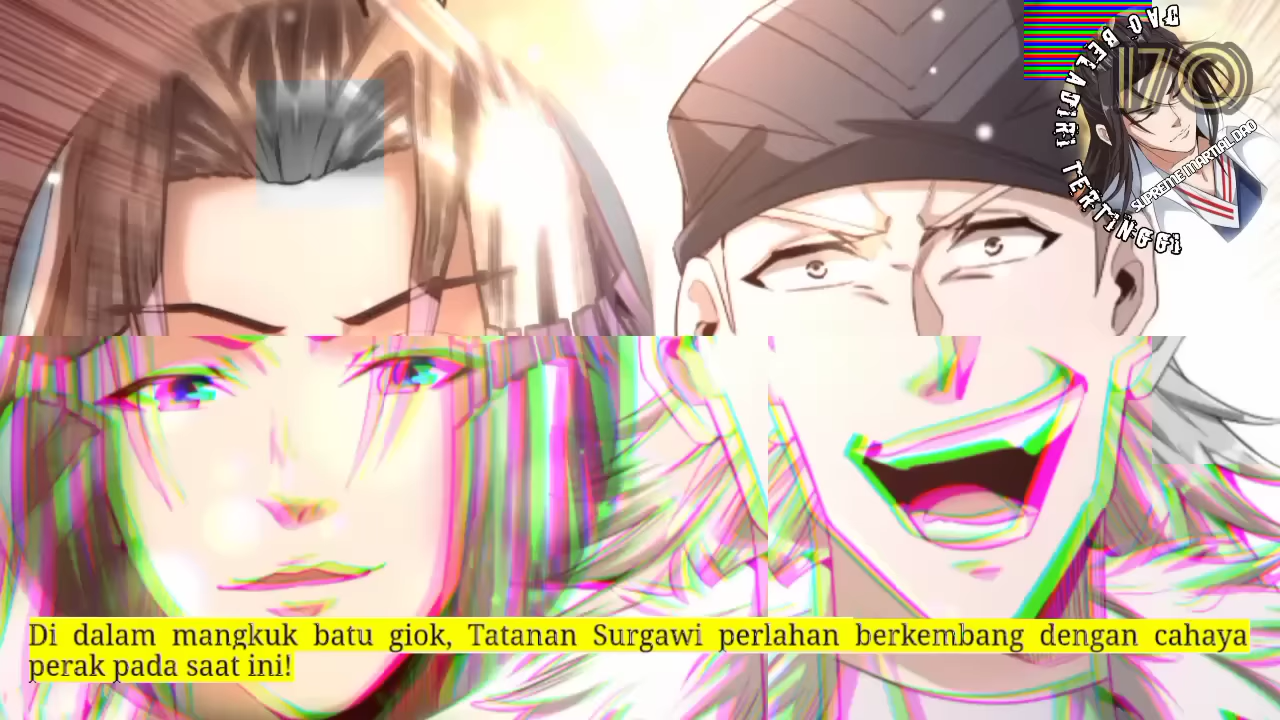 DAO BELADIRI TERTINGGI
170
SUPREME MARTIAL DAO
Di dalam mangkuk batu giok, Tatanan Surgawi perlahan berkembang dengan cahaya
perak pada saat ini!